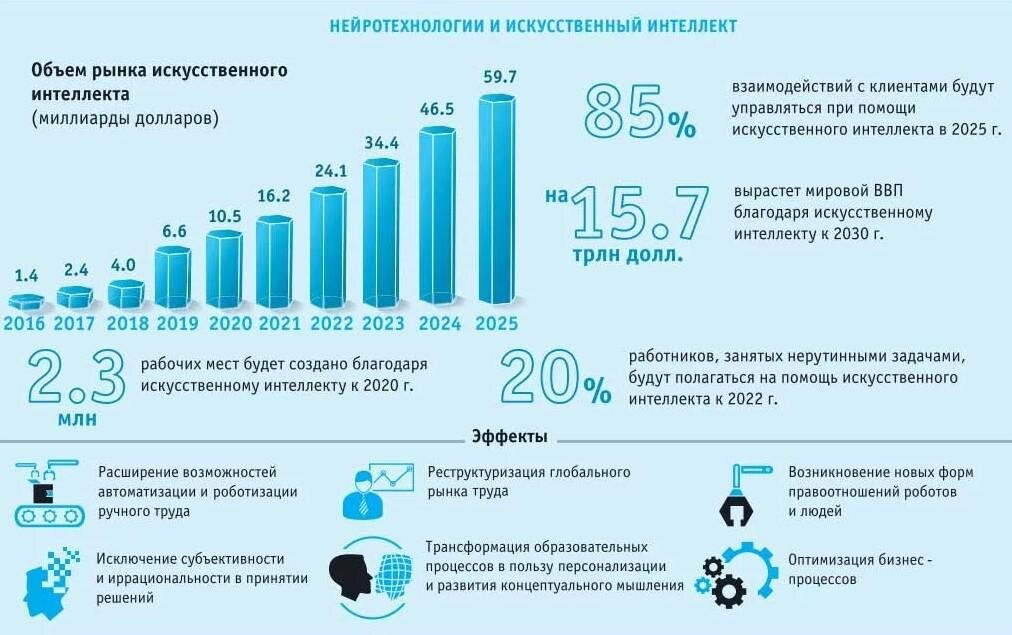 НЕЙРОТЕХНОЛОГИИ И ИСКУССТВЕННЫЙ ИНТЕЛЛЕКТ
Объем рынка искусственного
интеллекта
(миллиарды долларов)
1.4
2.4
4.0
6.6
10.5
16.2
24.1
34.4
46.5
59.7
2016 2017 2018 2019 2020 2021 2022 2023 2024 2025
85%
взаимодействий с клиентами будут
управляться при помощи
искусственного интеллекта в 2025 г.
на 15.7
трлн долл.
вырастет мировой ВВП
благодаря искусственному
интеллекту к 2030 г.
2.3
млн
рабочих мест будет создано благодаря
искусственному интеллекту к 2020 г.
20%
работников, занятых нерутинными задачами,
будут полагаться на помощь искусственного
интеллекта к 2022 г.
Эффекты
Расширение возможностей
автоматизации и роботизации
ручного труда
Реструктуризация глобального
рынка труда
Возникновение новых форм
правоотношений роботов
и людей
Исключение субъективности
и иррациональности в принятии
решений
Трансформация образовательных
процессов в пользу персонализации
и развития концептуального мышления
Оптимизация бизнес -
процессов